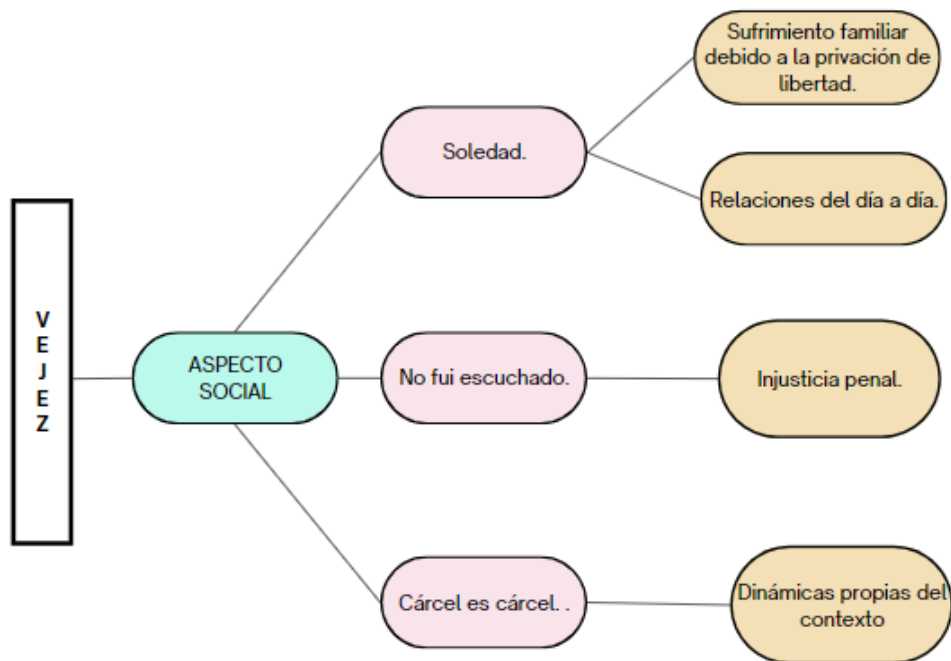 VEJEZ
ASPECTO
SOCIAL
Soledad.
Sufrimiento familiar
debido a la privación de
libertad.
Relaciones del día a día.
No fui escuchado.
Injusticia penal.
Cárcel es cárcel. .
Dinámicas propias del
contexto